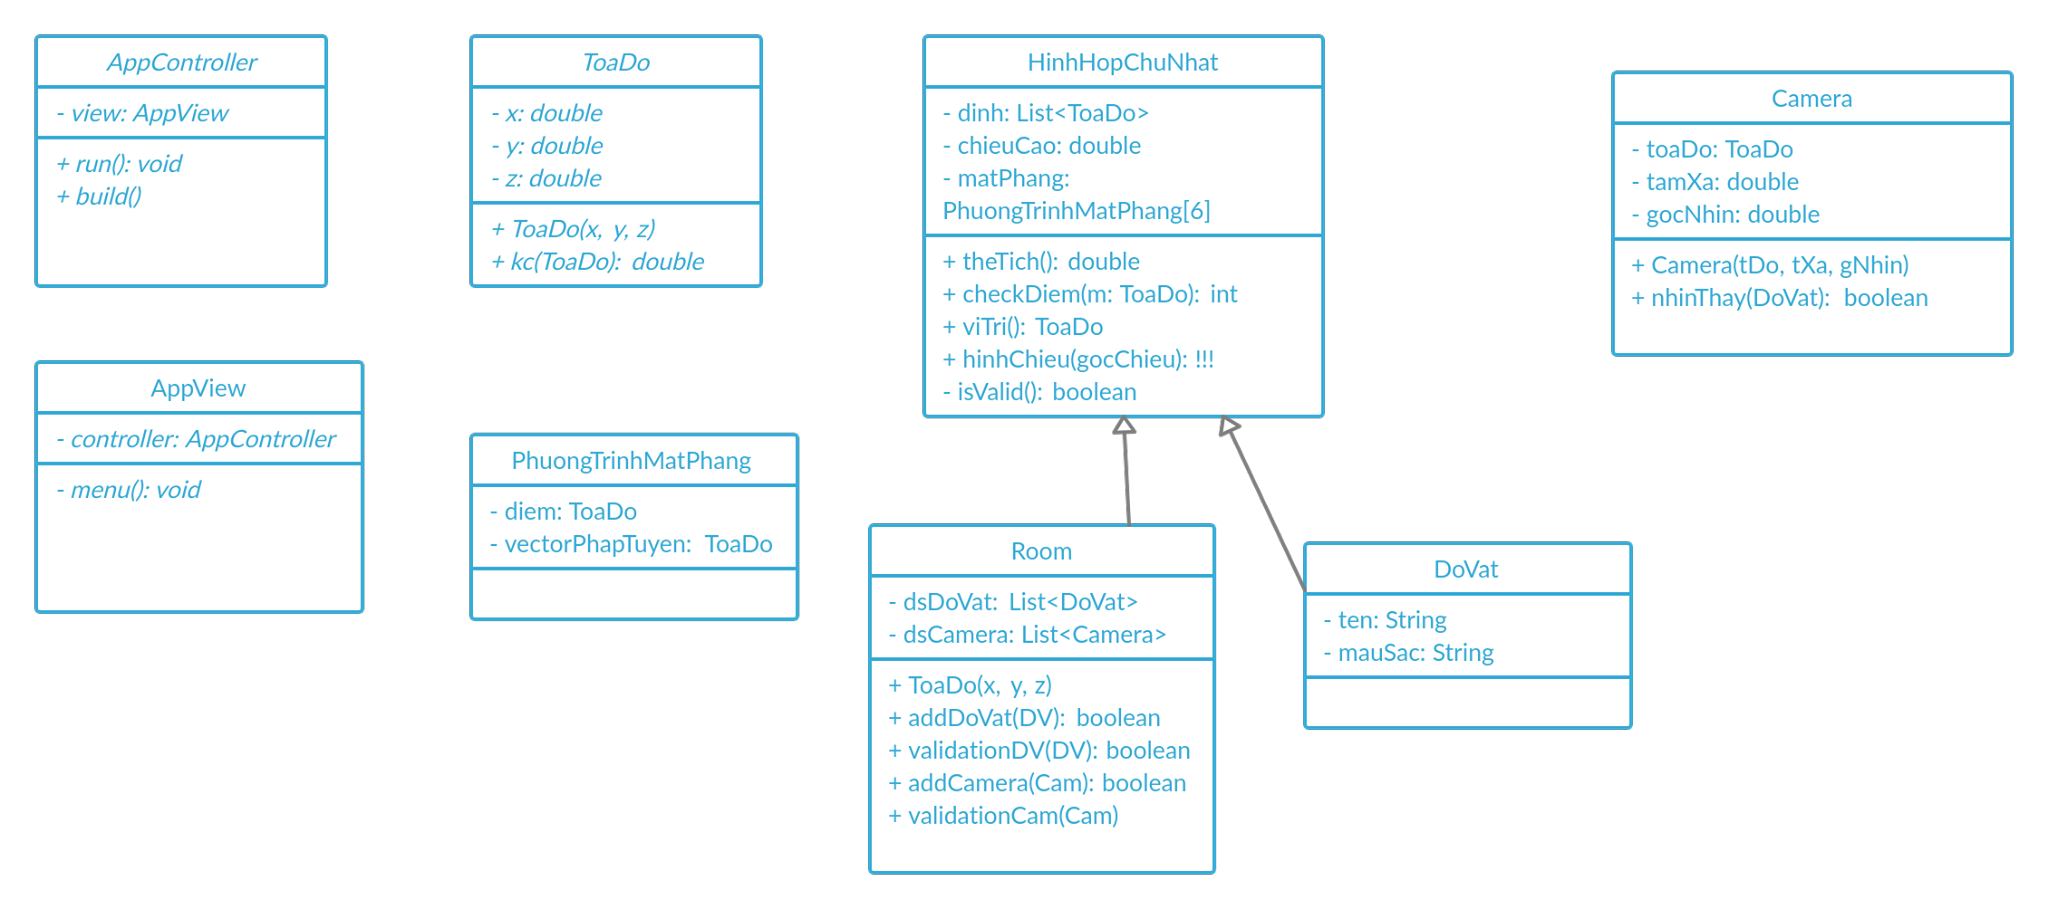 AppController
- view: AppView
+ run(): void
+ build()
ToaDo
- x: double
- y: double
- z: double
+ ToaDo(x, y, z)
+ kc(ToaDo): double
HinhHopChuNhat
- dinh: List<ToaDo>
- chieuCao: double
- matPhang:
PhuongTrinhMatPhang[6]
+ theTich(): double
+ checkDiem(m: ToaDo): int
+ viTri(): ToaDo
+ hinhChieu(gocChieu): !!!
- isValid(): boolean
Camera
- toaDo: ToaDo
- tamXa: double
- gocNhin: double
+ Camera(tDo, tXa, gNhin)
+ nhinThay(DoVat): boolean
AppView
- controller: AppController
- menu(): void
PhuongTrinhMatPhang
- diem: ToaDo
- vectorPhapTuyen: ToaDo
Room
- dsDoVat: List<DoVat>
- dsCamera: List<Camera>
+ ToaDo(x, y, z)
+ addDoVat(DV): boolean
+ validationDV(DV): boolean
+ addCamera(Cam): boolean
+ validationCam(Cam)
DoVat
- ten: String
- mauSac: String